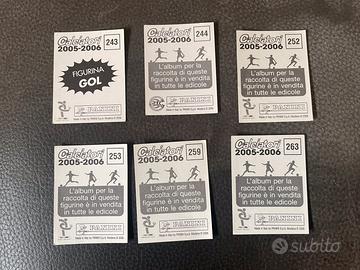 Calciatori
2005-2006
243
FIGURINA
GOL
PANINI
Calciatori
2005-2006
244
L'album per la
raccolta di queste
figurine è in vendita
in tutte le edicole
PANINI
Calciatori
2005-2006
252
L'album per la
raccolta di queste
figurine è in vendita
in tutte le edicole
PANINI
Calciatori
2005-2006
253
L'album per la
raccolta di queste
figurine è in vendita
in tutte le edicole
PANINI
Calciatori
2005-2006
259
L'album per la
raccolta di queste
figurine è in vendita
in tutte le edicole
PANINI
Calciatori
2005-2006
263
L'album per la
raccolta di queste
figurine è in vendita
in tutte le edicole
PANINI
subito